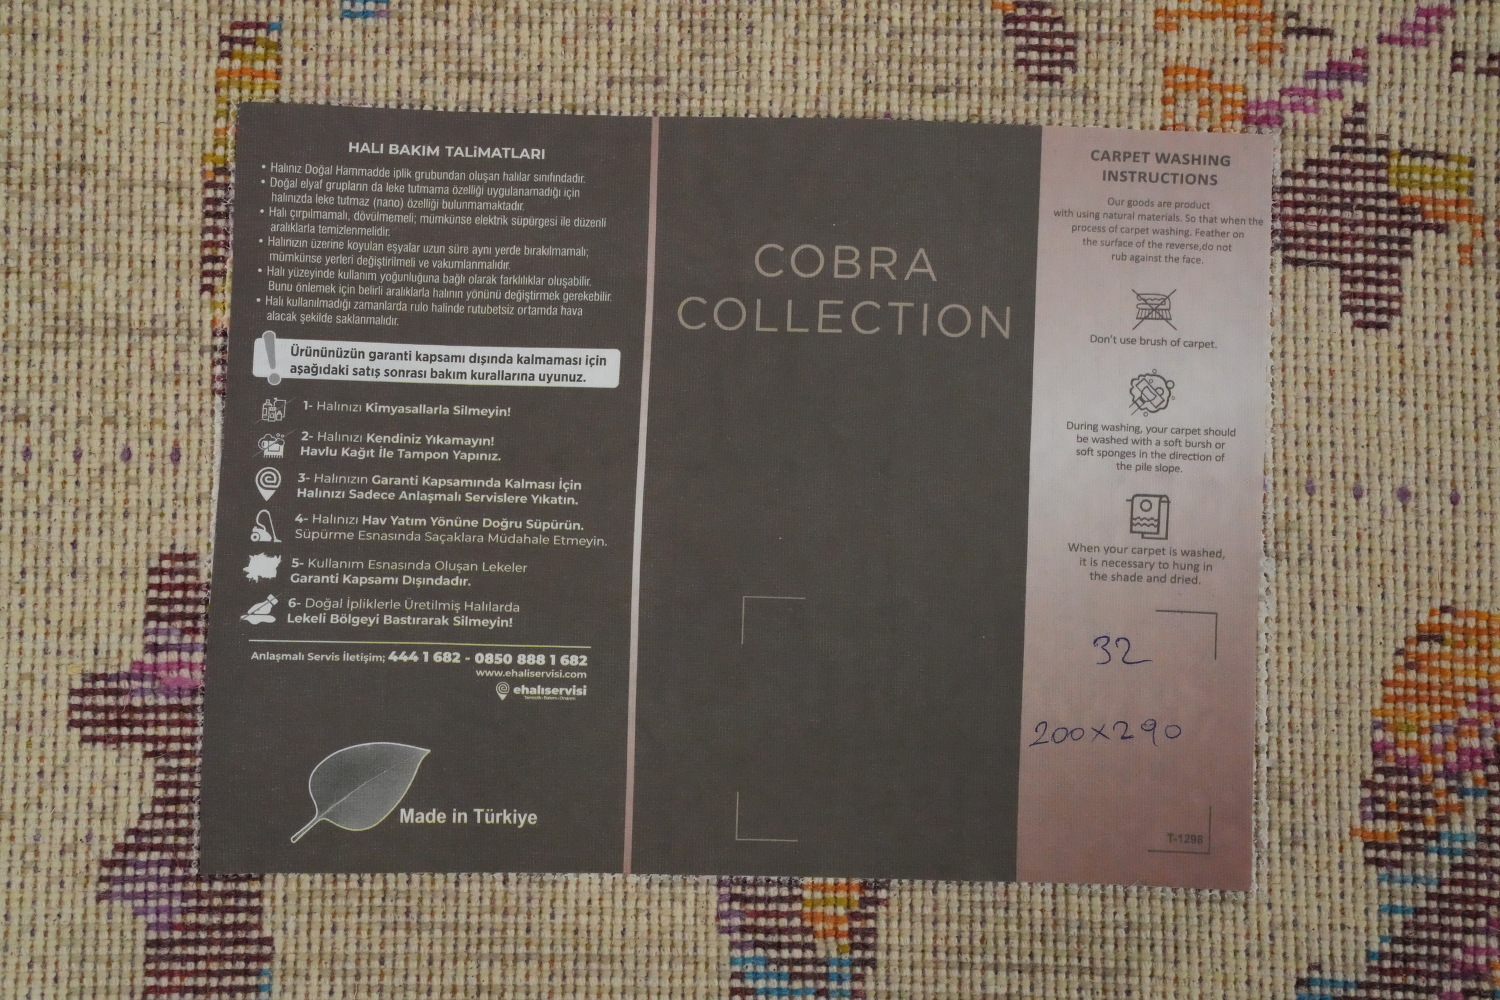 HALI BAKIM TALİMATLARI
• Halınız Doğal Hammadde iplik grubundan oluşan halılar sınıfındadır.
• Doğal elyaf grupların da leke tutmama özelliği uygulanamadığı için
halınızda leke tutmaz (nano) özelliği bulunmamaktadır.
• Halı çırpılmamalı, dövülmemeli; mümkünse elektrik süpürgesi ile düzenli
aralıklarla temizlenmelidir.
• Halınızın üzerine koyulan eşyalar uzun süre aynı yerde bırakılmamalı;
mümkünse yerleri değiştirilmeli ve vakumlanmalıdır.
• Halı yüzeyinde kullanım yoğunluğuna bağlı olarak farklılıklar oluşabilir.
Bunu önlemek için belirli aralıklarla halının yönünü değiştirmek gerekebilir.
• Halı kullanılmadığı zamanlarda rulo halinde rutubetsiz ortamda hava
alacak şekilde saklanmalıdır.
Ürününüzün garanti kapsamı dışında kalmaması için
aşağıdaki satış sonrası bakım kurallarına uyunuz.
1- Halınızı Kimyasallarla Silmeyin!
2- Halınızı Kendiniz Yıkamayın!
Havlu Kağıt İle Tampon Yapınız.
3- Halınızın Garanti Kapsamında Kalması İçin
Halınızı Sadece Anlaşmalı Servislere Yıkatın.
4- Halınızı Hav Yatım Yönüne Doğru Süpürün.
Süpürme Esnasında Saçaklara Müdahale Etmeyin.
5- Kullanım Esnasında Oluşan Lekeler
Garanti Kapsamı Dışındadır.
6- Doğal İpliklerle Üretilmiş Halılarda
Lekeli Bölgeyi Bastırarak Silmeyin!
Anlaşmalı Servis İletişim; 444 1 682 - 0850 888 1 682
www.ehaliservisi.com
ehalıservisi
Made in Türkiye
COBRA
COLLECTION
CARPET WASHING
INSTRUCTIONS
Our goods are product
with using natural materials. So that when the
process of carpet washing. Feather on
the surface of the reverse,do not
rub against the face.
Don't use brush of carpet.
During washing, your carpet should
be washed with a soft bursh or
soft sponges in the direction of
the pile slope.
When your carpet is washed,
it is necessary to hung in
the shade and dried.
32
200x290
T-1298